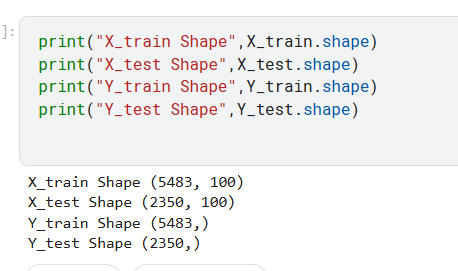 ]:
print("X_train Shape",X_train.shape)
print("X_test Shape",X_test.shape)
print("Y_train Shape",Y_train.shape)
print("Y_test Shape",Y_test.shape)
X_train Shape (5483, 100)
X_test Shape (2350, 100)
Y_train Shape (5483,)
Y_test Shape (2350,)